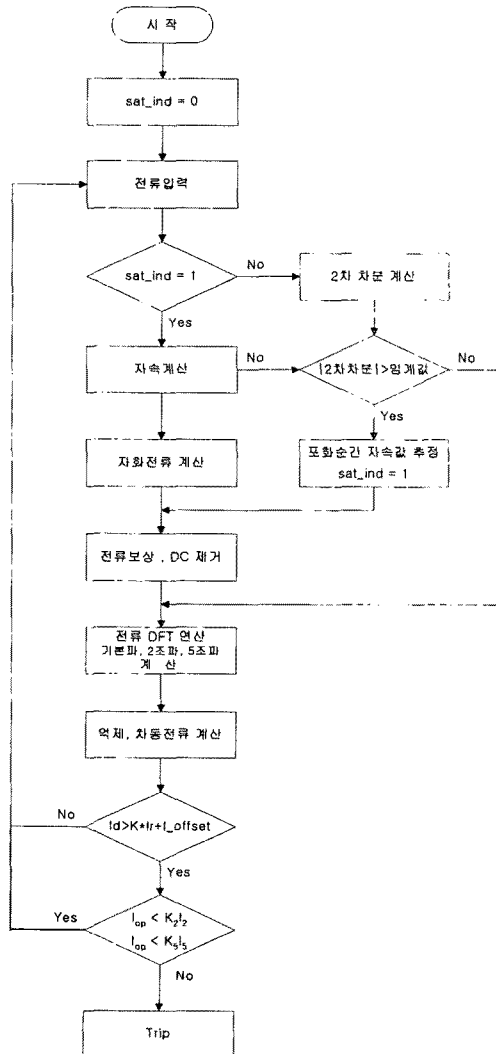 시 작
sat_ind = 0
전류입력
sat_ind = 1
No
2차 차분 계산
Yes
자속계산
No
|2차차분|>임계값
No
Yes
자화전류 계산
포화순간 자속값 추정
sat_ind = 1
전류보상 , DC 제거
전류 DFT 연산
기본파, 2조파, 5조파
계 산
억제, 차동전류 계산
No
Id>K*Ir+I_offset
Yes
Yes
Iop < K2I2
Iop < K5I5
No
Trip